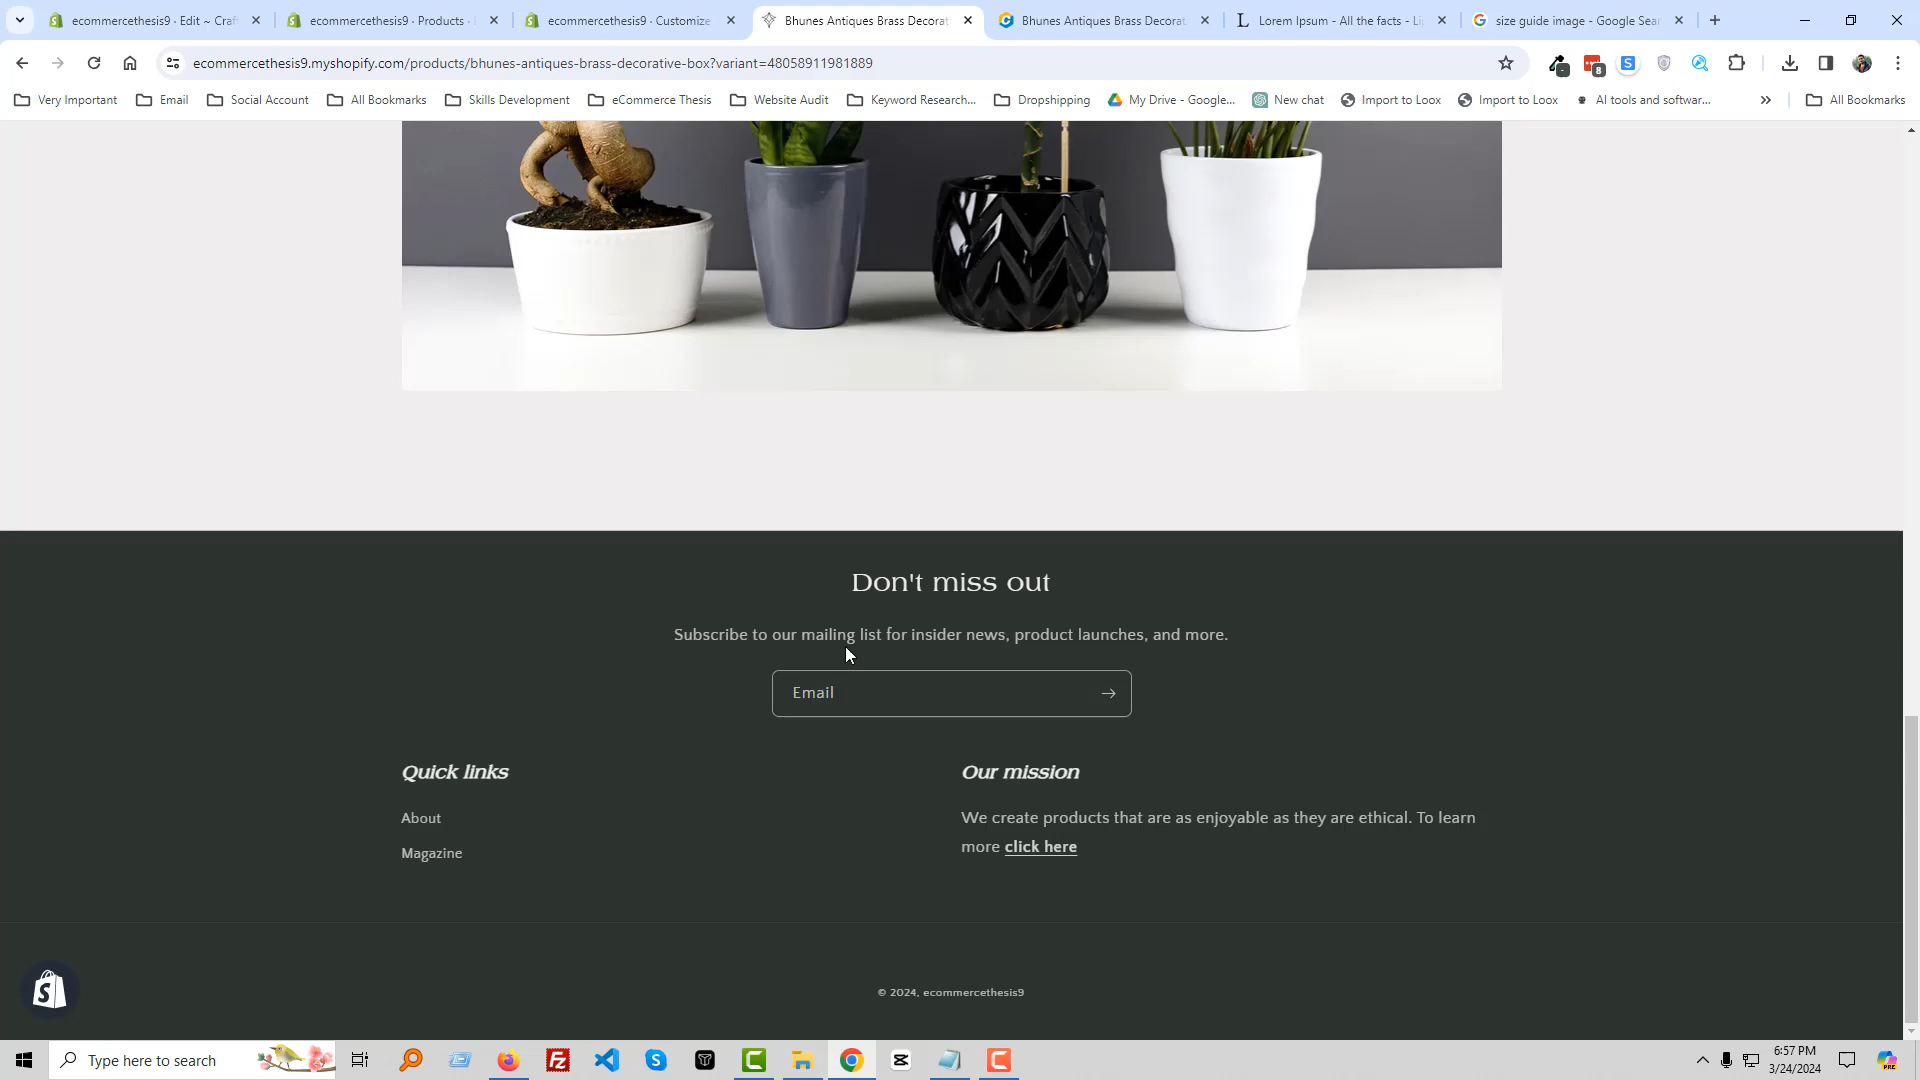 ecommercethesis9 · Edit ~ Craf
ecommercethesis9 · Products ·
ecommercethesis9 · Customize
Bhunes Antiques Brass Decorat
Bhunes Antiques Brass Decorat
Lorem Ipsum - All the facts - Li
size guide image - Google Sear
ecommercethesis9.myshopify.com/products/bhunes-antiques-brass-decorative-box?variant=48058911981889
8
Very Important
Email
Social Account
All Bookmarks
Skills Development
eCommerce Thesis
Website Audit
Keyword Research...
Dropshipping
My Drive - Google...
New chat
Import to Loox
Import to Loox
AI tools and softwar...
All Bookmarks
Don't miss out
Subscribe to our mailing list for insider news, product launches, and more.
Email
Quick links
Our mission
About
Magazine
We create products that are as enjoyable as they are ethical. To learn
more click here
© 2024, ecommercethesis9
Type here to search
6:57 PM
3/24/2024
PRE